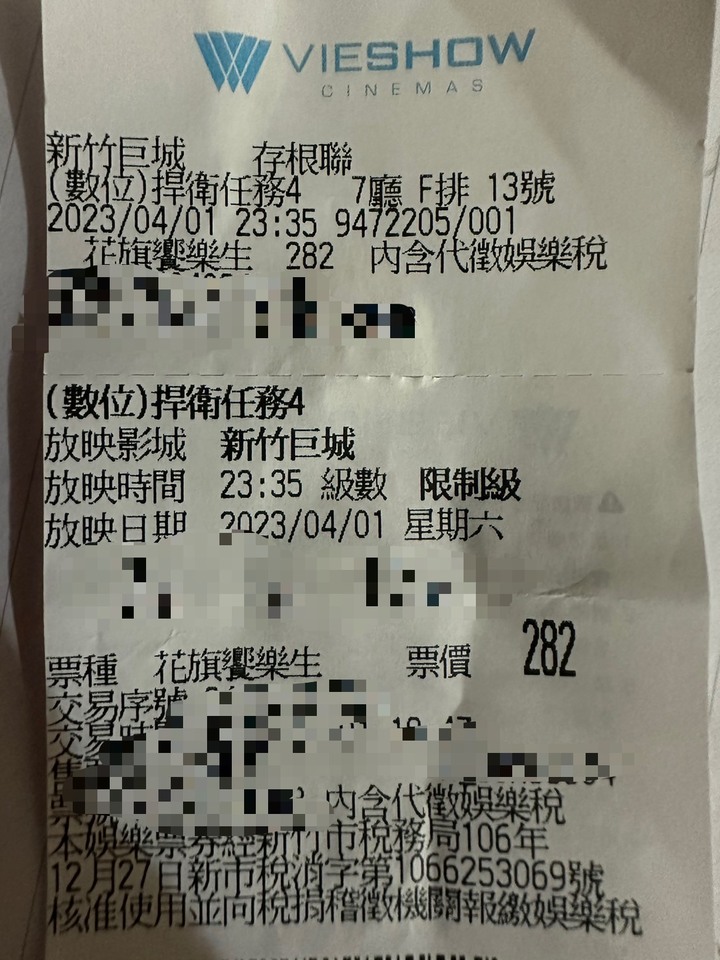 VIESHOW
CINEMAS
新竹巨城 存根聯
(數位)捍衛任務4 7廳 F排 13號
2023/04/01 23:35 9472205/001
花旗饗樂生 282 內含代徵娛樂稅
(數位)捍衛任務4
放映影城 新竹巨城
放映時間 23:35 級數 限制級
放映日期 2023/04/01 星期六
票種 花旗饗樂生 票價 282
交易序號
交易時
內含代徵娛樂稅
本娛樂票券經新竹市稅務局106年
12月27日新市稅消字第1066253069號
核准使用並向稅捐稽徵機關報繳娛樂稅